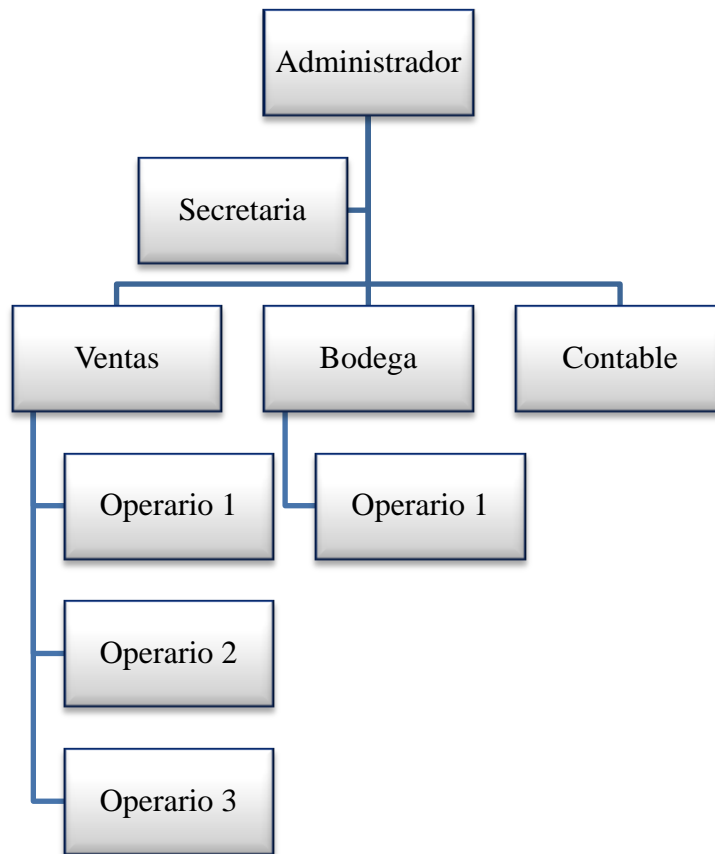 Administrador
Secretaria
Ventas
Bodega
Contable
Operario 1
Operario 1
Operario 2
Operario 3